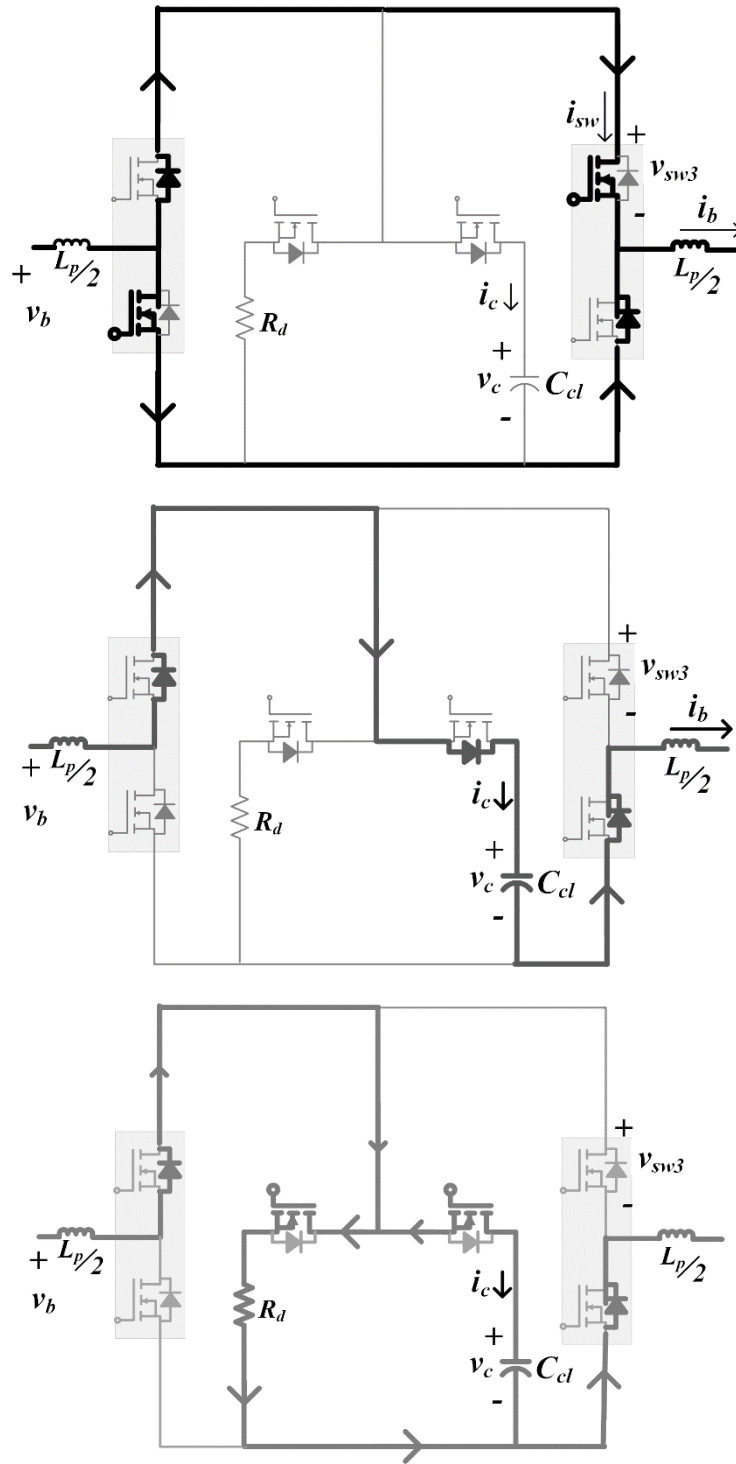 i_sw
+
v_sw3
-
i_b
+ L_p/2
v_b
L_p/2
R_d
i_c ↓
+
v_c C_cl
-
+
v_sw3
-
i_b
+ L_p/2
v_b
L_p/2
R_d
i_c ↓
+
v_c C_cl
-
+
v_sw3
-
+ L_p/2
v_b
L_p/2
R_d
i_c ↓
+
v_c C_cl
-